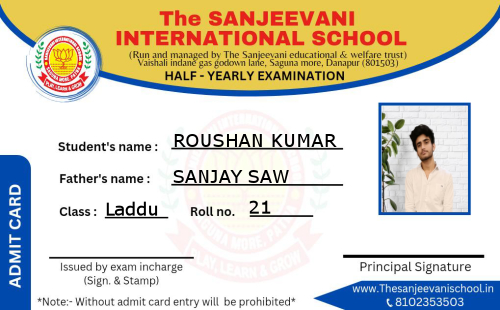 The SANJEEVANI
INTERNATIONAL SCHOOL
(Run and managed by The Sanjeevani educational & welfare trust)
Vaishali indane gas godown lane, Saguna more, Danapur (801503)
HALF - YEARLY EXAMINATION
PLAY, LEARN & GROW
Student's name : ROUSHAN KUMAR
Father's name : SANJAY SAW
Class : Laddu Roll no. 21
ADMIT CARD
Issued by exam incharge
(Sign. & Stamp)
Principal Signature
*Note:- Without admit card entry will be prohibited*
www.Thesanjeevanischool.in
8102353503